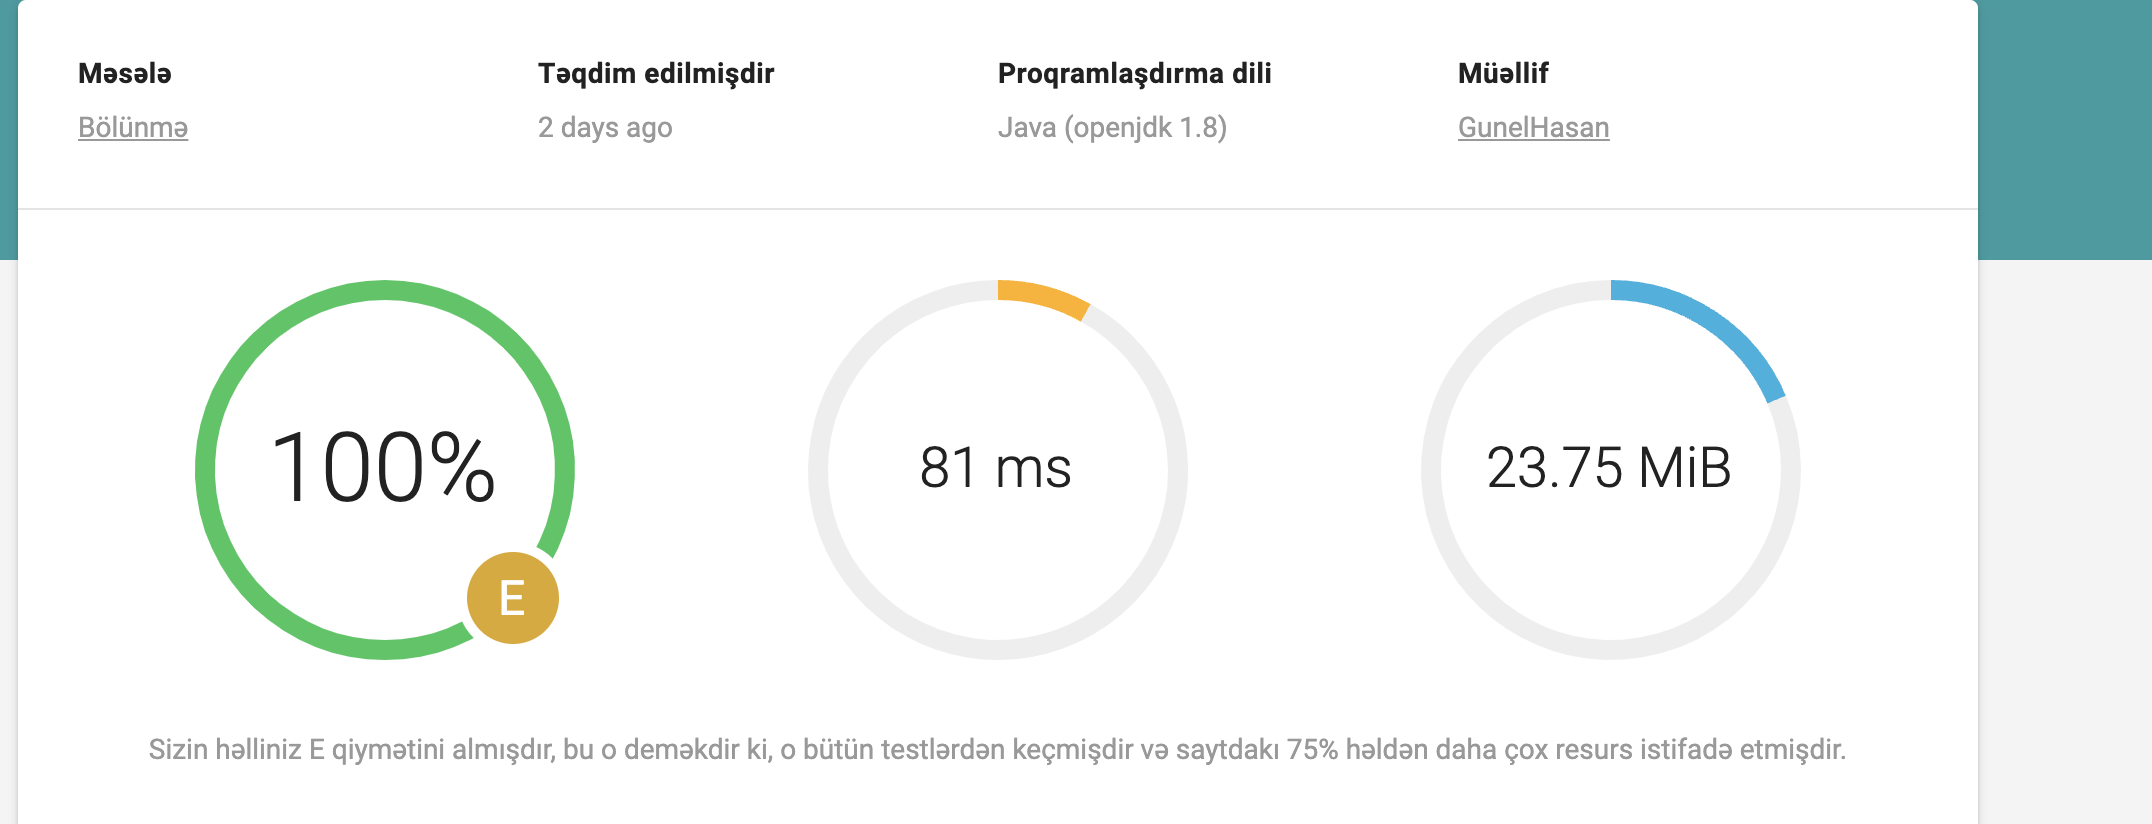 Məsələ
Təqdim edilmişdir
Proqramlaşdırma dili
Müəllif
Bölünmə
2 days ago
Java (openjdk 1.8)
GunelHasan
100%
E
81 ms
23.75 MiB
Sizin həlliniz E qiymətini almışdır, bu o deməkdir ki, o bütün testlərdən keçmişdir və saytdakı 75% həldən daha çox resurs istifadə etmişdir.